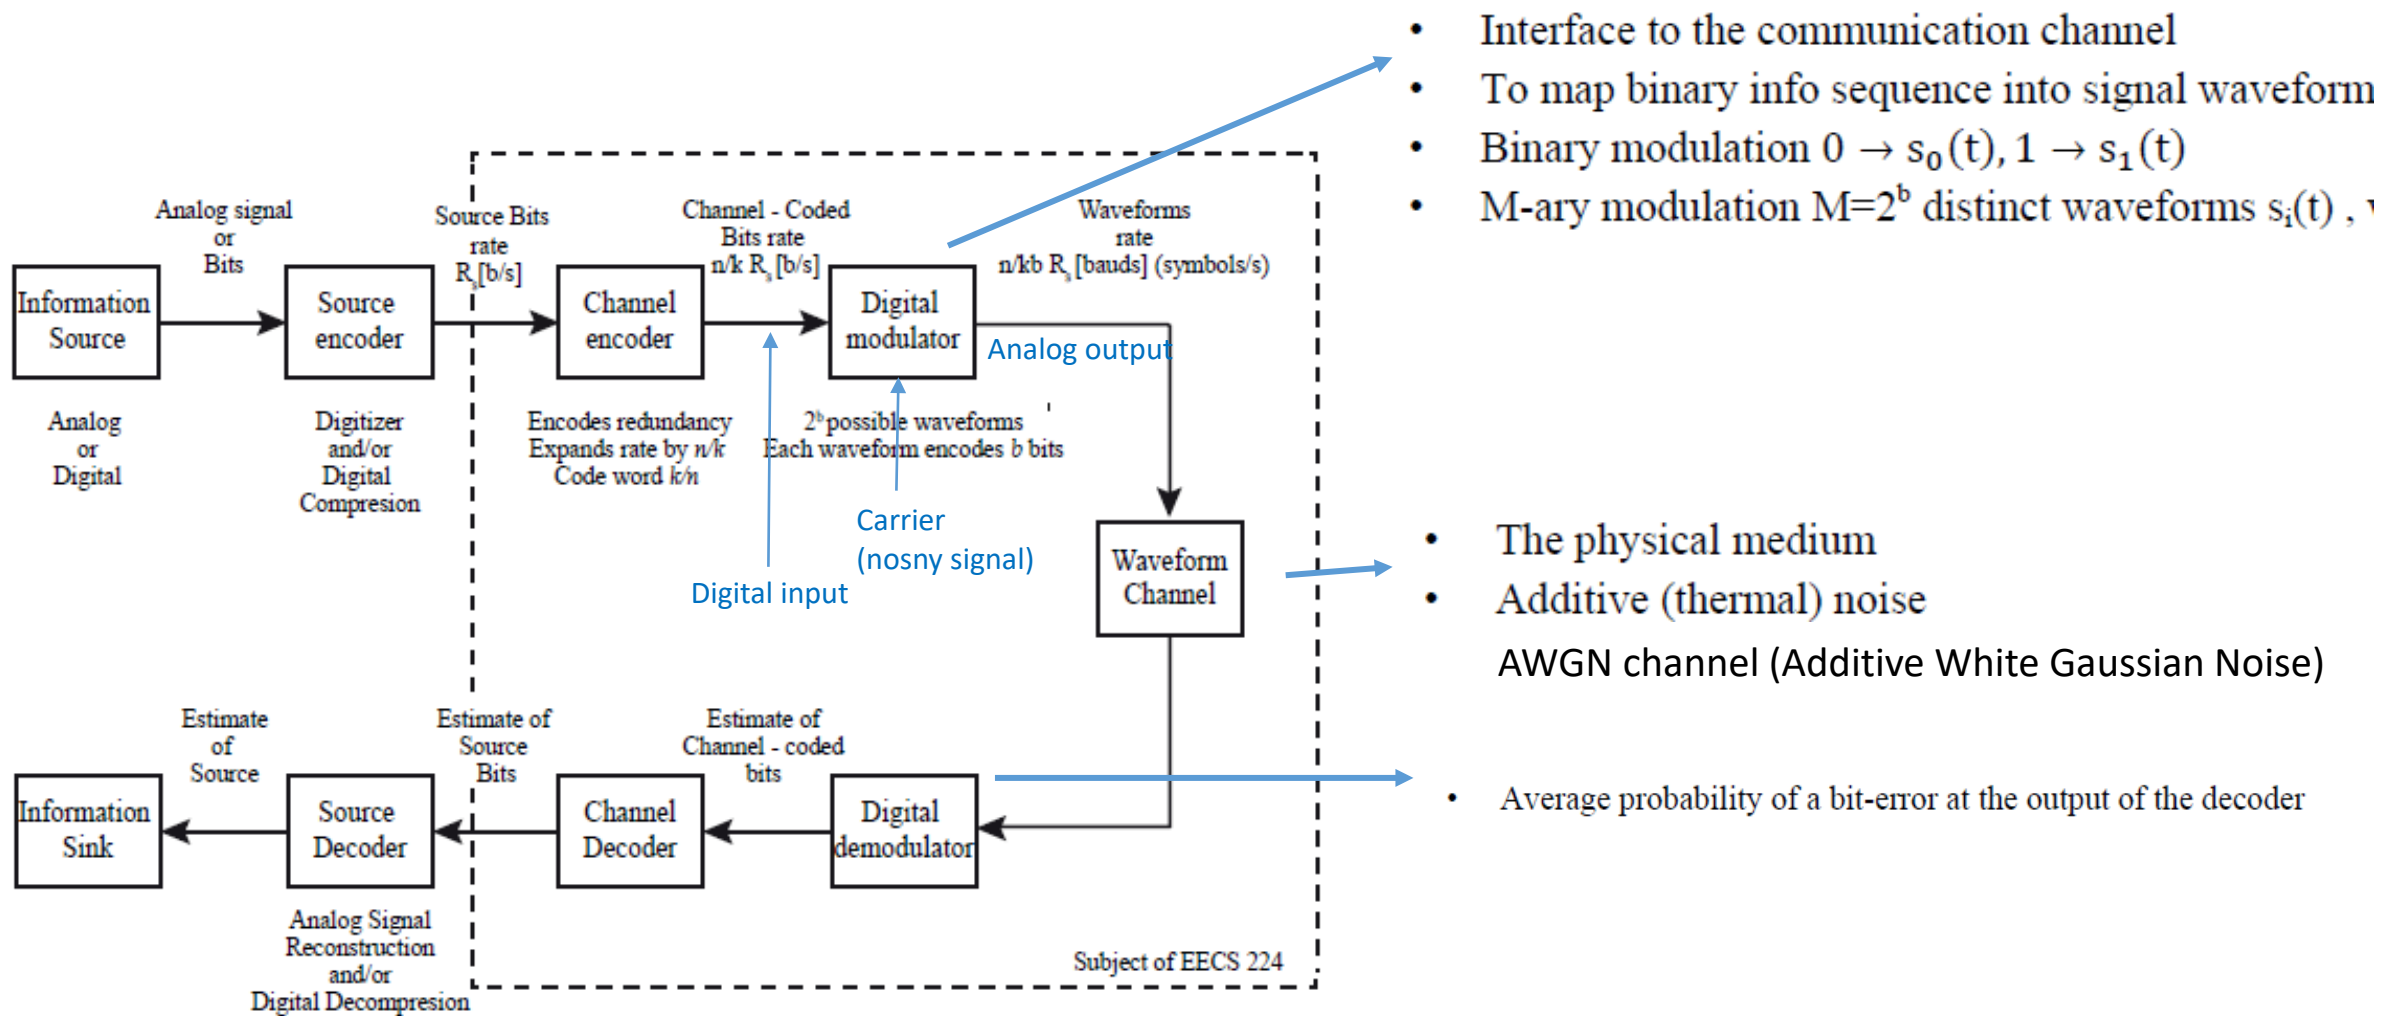 • Interface to the communication channel
• To map binary info sequence into signal waveform
• Binary modulation 0 → s₀(t), 1 → s₁(t)
• M-ary modulation M=2ᵇ distinct waveforms sᵢ(t) ,
Analog signal
or
Bits
Source Bits
rate
Rₛ[b/s]
Channel - Coded
Bits rate
n/k Rₛ[b/s]
Waveforms
rate
n/kb Rₛ[bauds] (symbols/s)
Information
Source
Source
encoder
Channel
encoder
Digital
modulator
Analog output
Analog
or
Digital
Digitizer
and/or
Digital
Compresion
Encodes redundancy
Expands rate by n/k
Code word k/n
2ᵇ possible waveforms
Each waveform encodes b bits
Carrier
(nosny signal)
Digital input
Waveform
Channel
• The physical medium
• Additive (thermal) noise
AWGN channel (Additive White Gaussian Noise)
Estimate
of
Source
Estimate of
Source
Bits
Estimate of
Channel - coded
bits
Information
Sink
Source
Decoder
Channel
Decoder
Digital
demodulator
• Average probability of a bit-error at the output of the decoder
Analog Signal
Reconstruction
and/or
Digital Decompresion
Subject of EECS 224